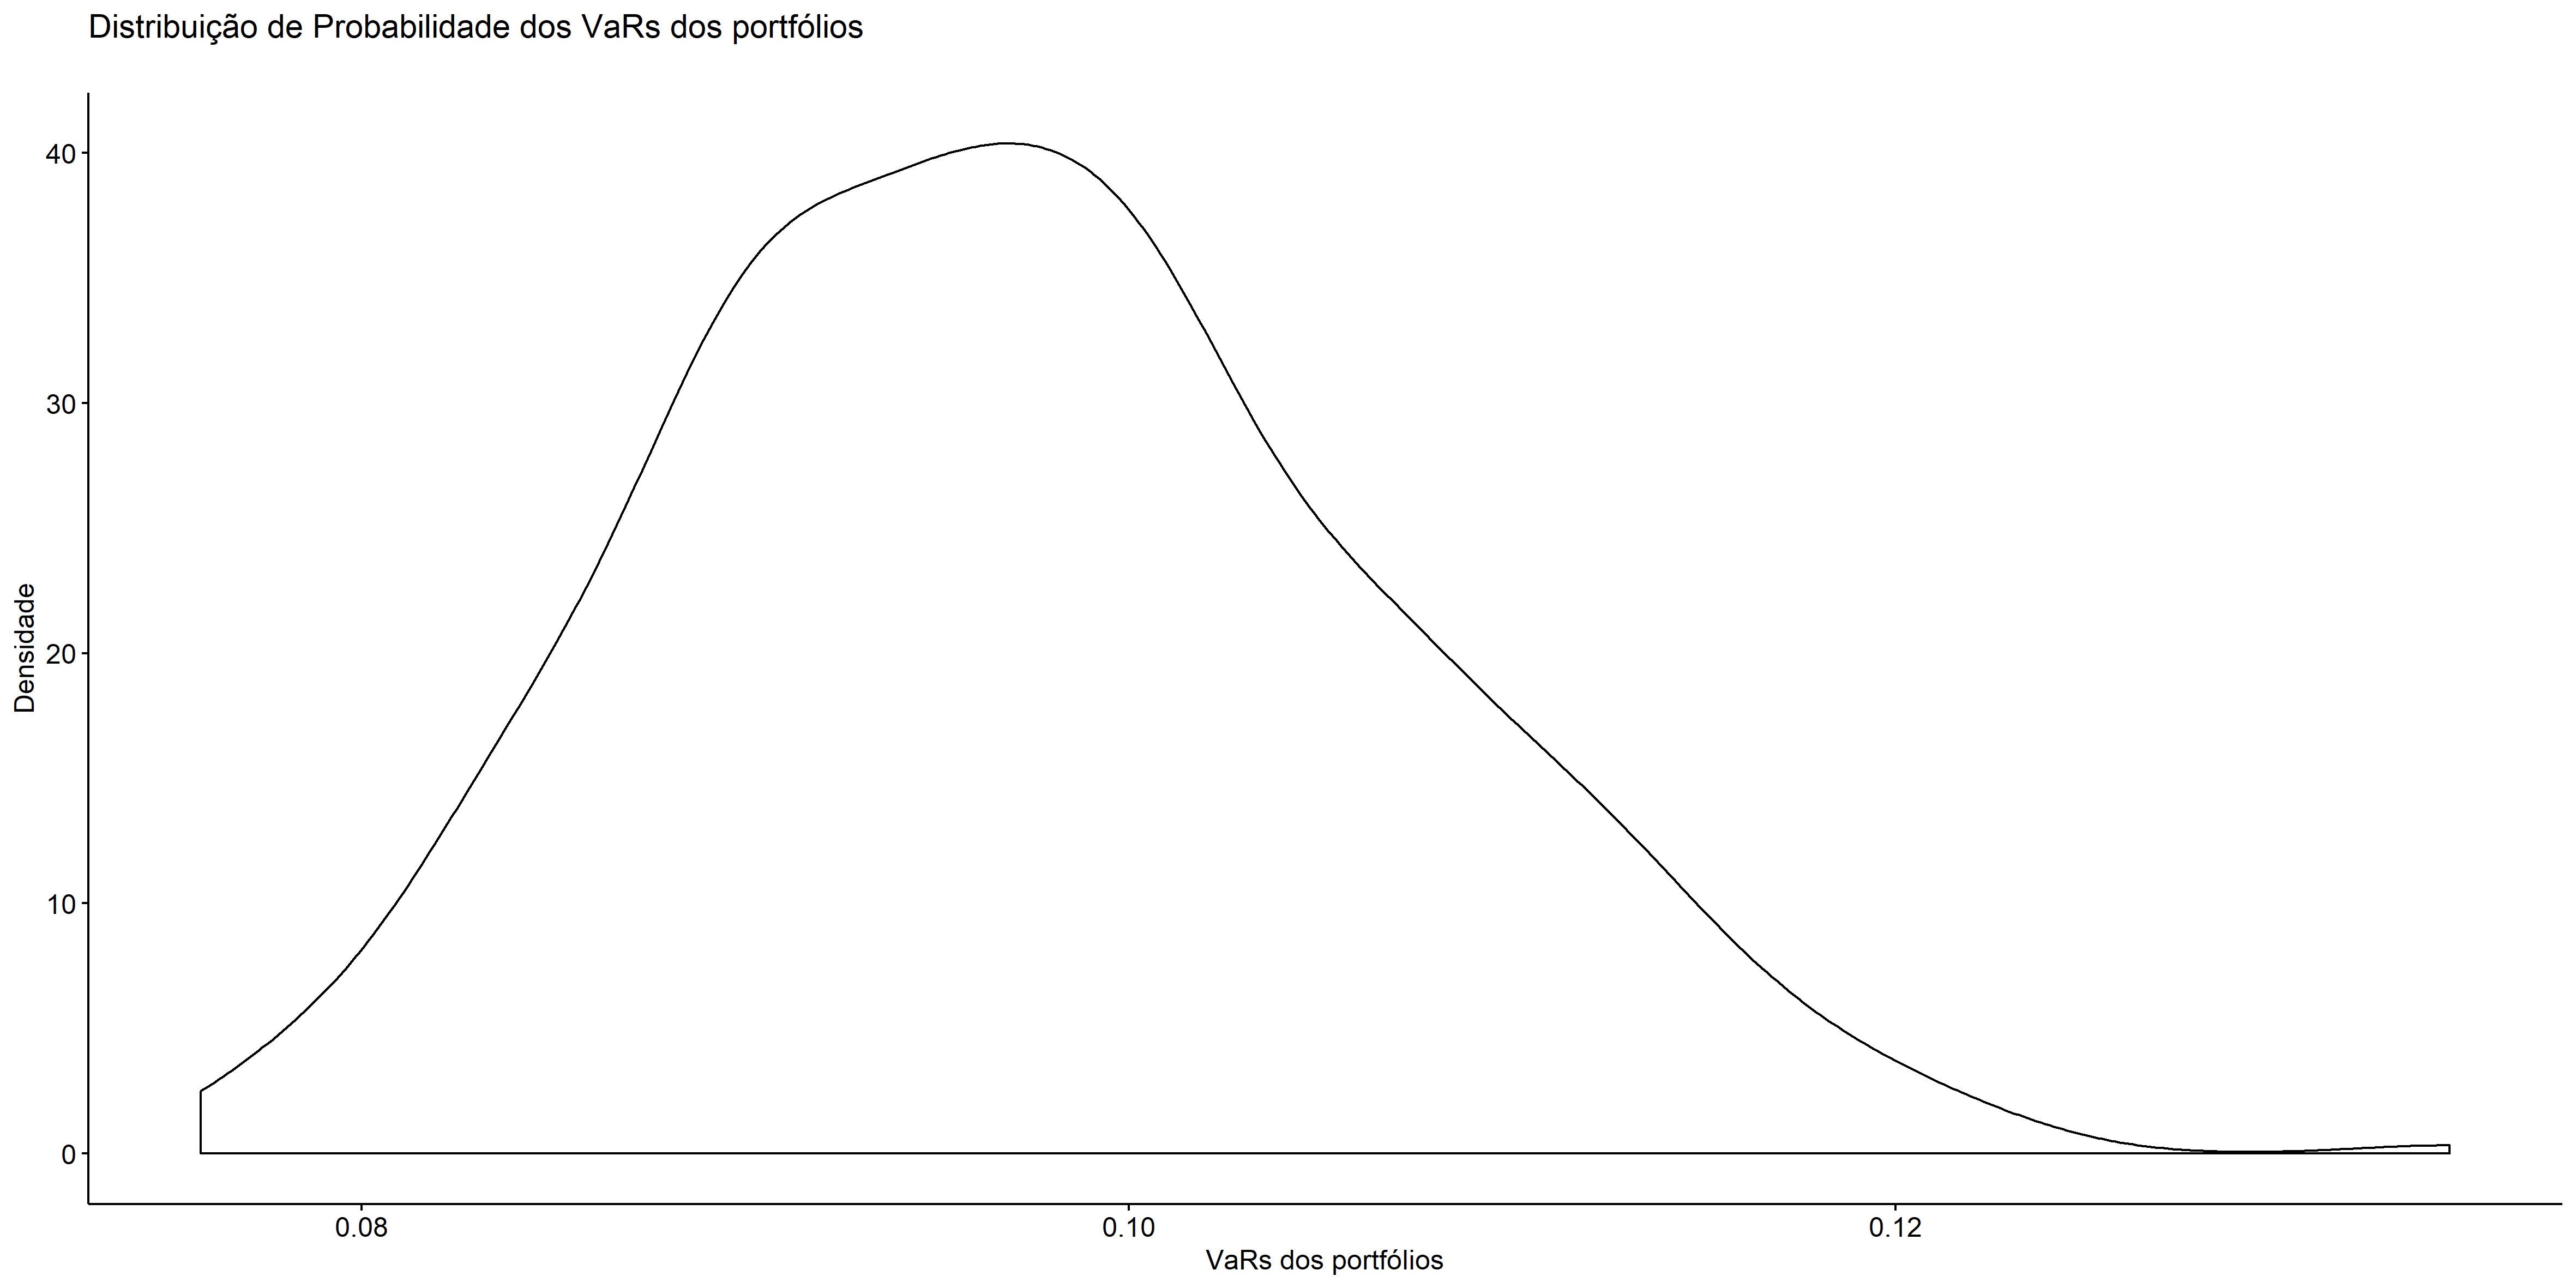 Distribuição de Probabilidade dos VaRs dos portfólios
40
30
20
10
0
Densidade
0.08 0.10 0.12
VaRs dos portfólios